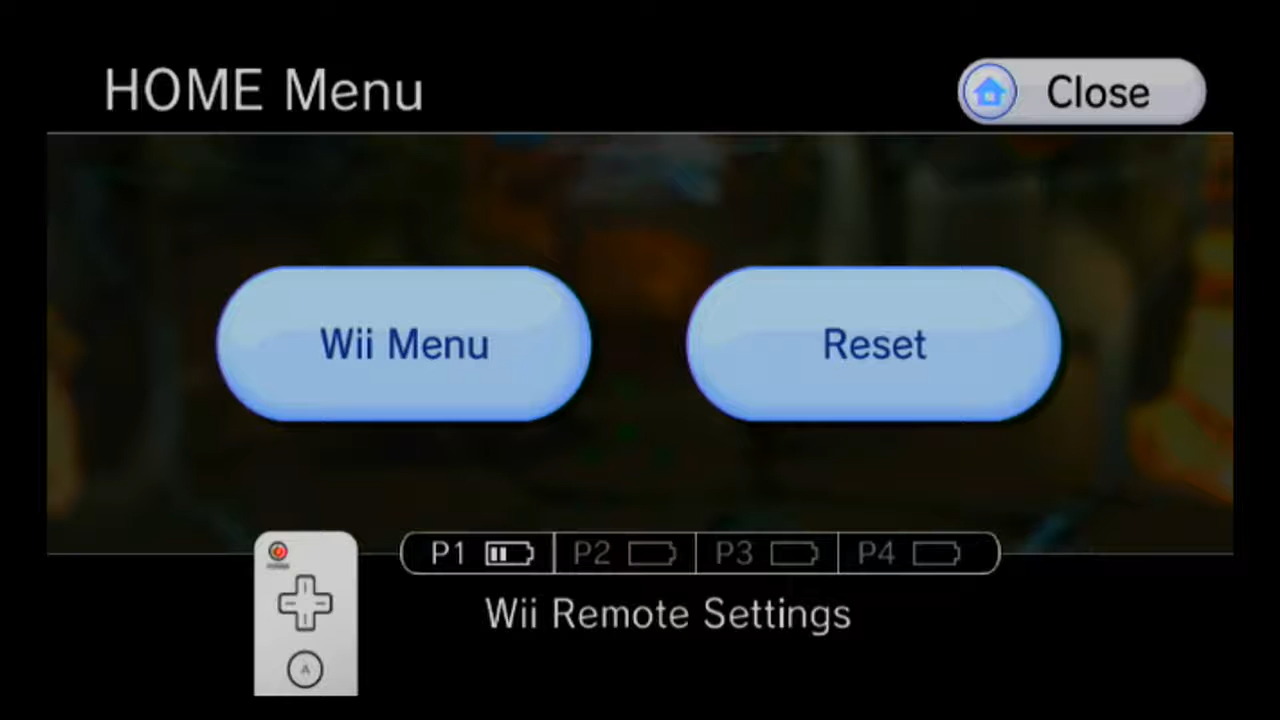 HOME Menu
Close
Wii Menu
Reset
P1 P2 P3 P4
Wii Remote Settings
A